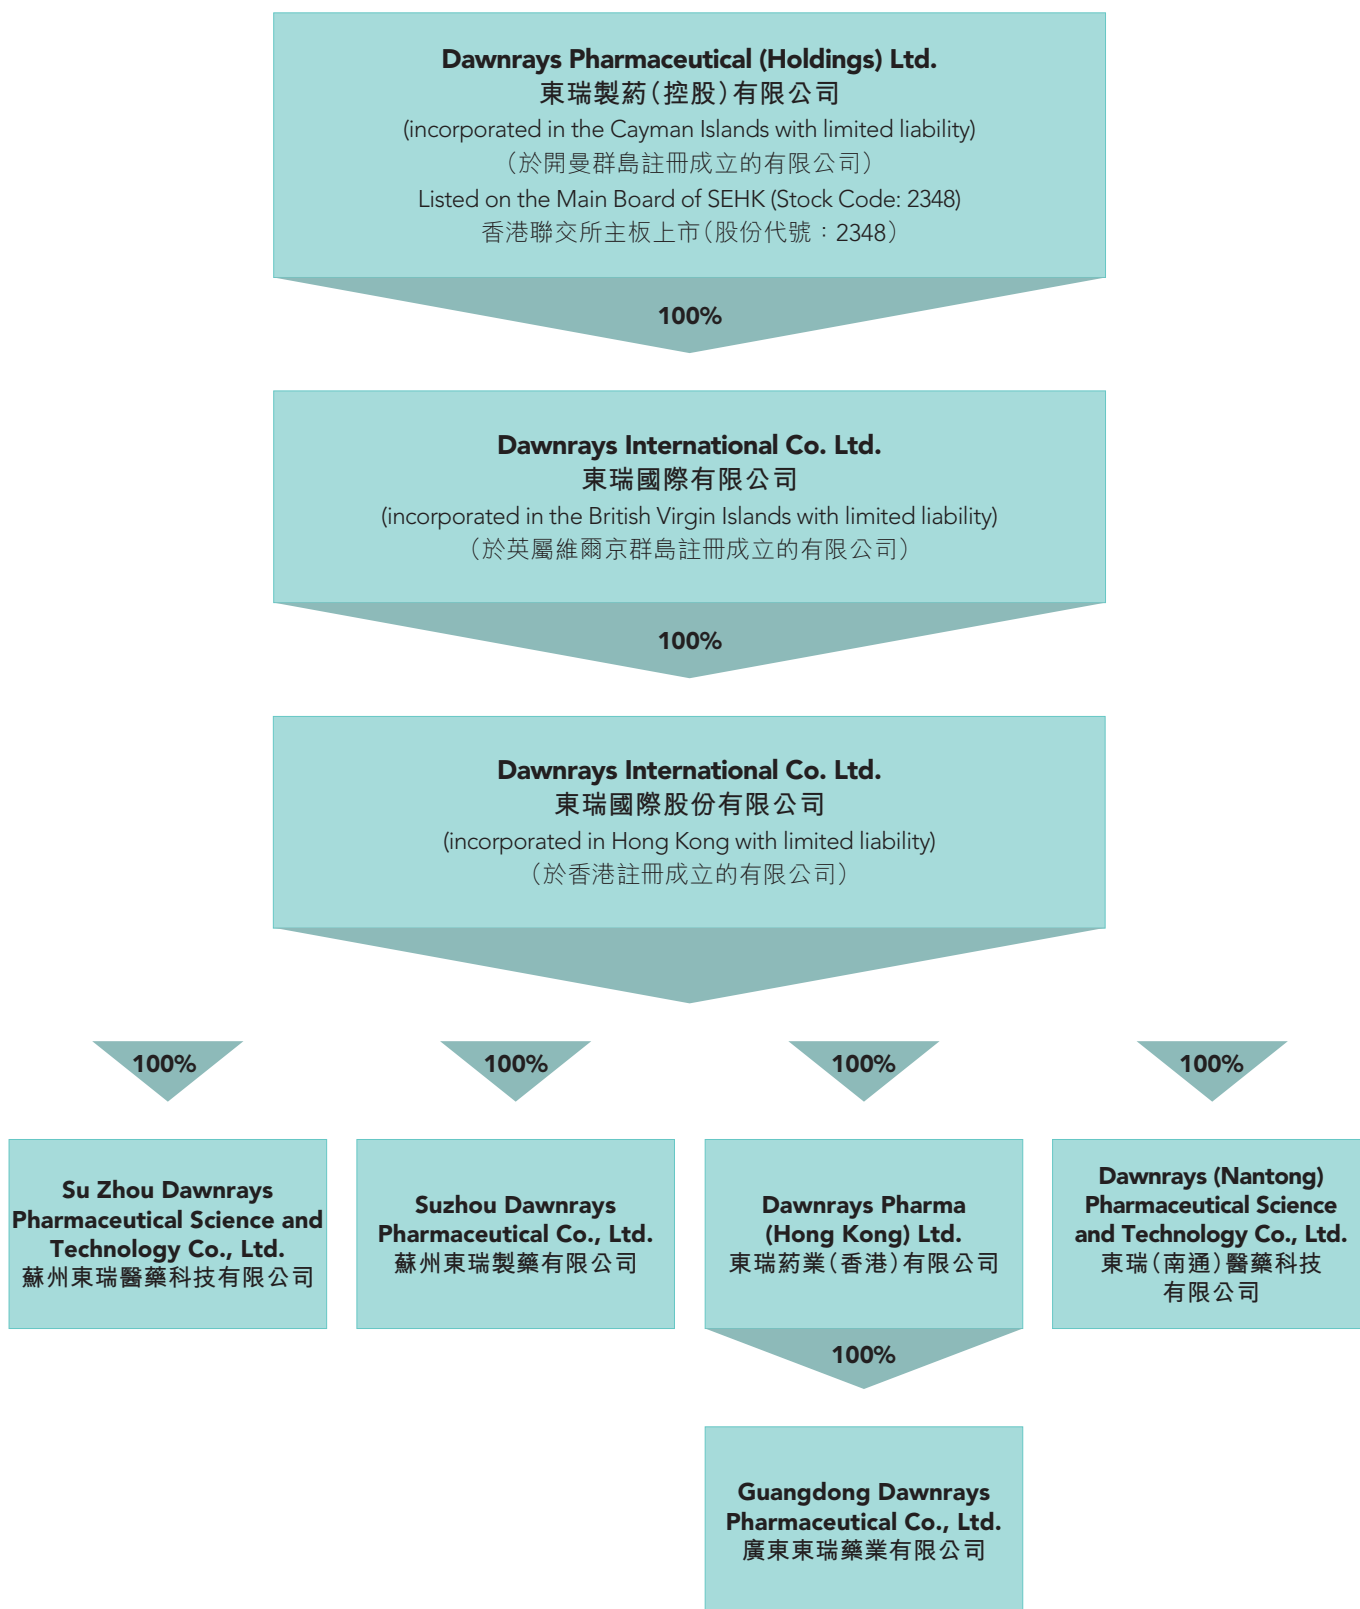 Dawnrays Pharmaceutical (Holdings) Ltd.
東瑞製葯（控股）有限公司
(incorporated in the Cayman Islands with limited liability)
（於開曼群島註冊成立的有限公司）
Listed on the Main Board of SEHK (Stock Code: 2348)
香港聯交所主板上市（股份代號：2348）
100%
Dawnrays International Co. Ltd.
東瑞國際有限公司
(incorporated in the British Virgin Islands with limited liability)
（於英屬維爾京群島註冊成立的有限公司）
100%
Dawnrays International Co. Ltd.
東瑞國際股份有限公司
(incorporated in Hong Kong with limited liability)
（於香港註冊成立的有限公司）
100%
100%
100%
100%
Su Zhou Dawnrays
Pharmaceutical Science and
Technology Co., Ltd.
蘇州東瑞醫藥科技有限公司
Suzhou Dawnrays
Pharmaceutical Co., Ltd.
蘇州東瑞製藥有限公司
Dawnrays Pharma
(Hong Kong) Ltd.
東瑞葯業（香港）有限公司
Dawnrays (Nantong)
Pharmaceutical Science
and Technology Co., Ltd.
東瑞（南通）醫藥科技
有限公司
100%
Guangdong Dawnrays
Pharmaceutical Co., Ltd.
廣東東瑞藥業有限公司